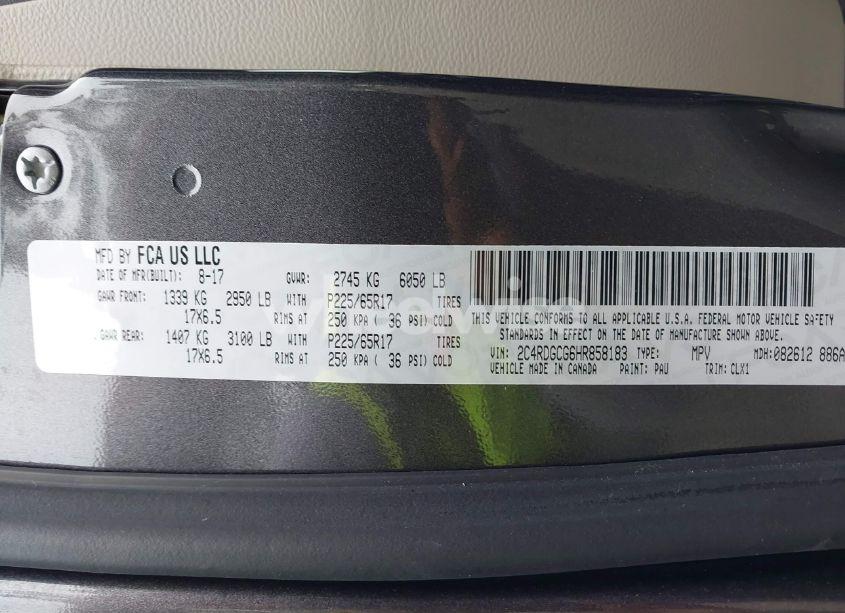 MFD BY FCA US LLC
DATE OF MFR(BUILT): 8-17 GVWR: 2745 KG 6050 LB
GAWR FRONT: 1339 KG 2950 LB WITH P225/65R17 TIRES
17X6.5 RIMS AT 250 KPA ( 36 PSI) COLD
GAWR REAR: 1407 KG 3100 LB WITH P225/65R17 TIRES
17X6.5 RIMS AT 250 KPA ( 36 PSI) COLD
THIS VEHICLE CONFORMS TO ALL APPLICABLE U.S.A. FEDERAL MOTOR VEHICLE SAFETY
STANDARDS IN EFFECT ON THE DATE OF MANUFACTURE SHOWN ABOVE.
VIN: 2C4RDGCG6HR858183 TYPE: MPV MDH:082612 886A
VEHICLE MADE IN CANADA PAINT: PAU TRIM: CLX1